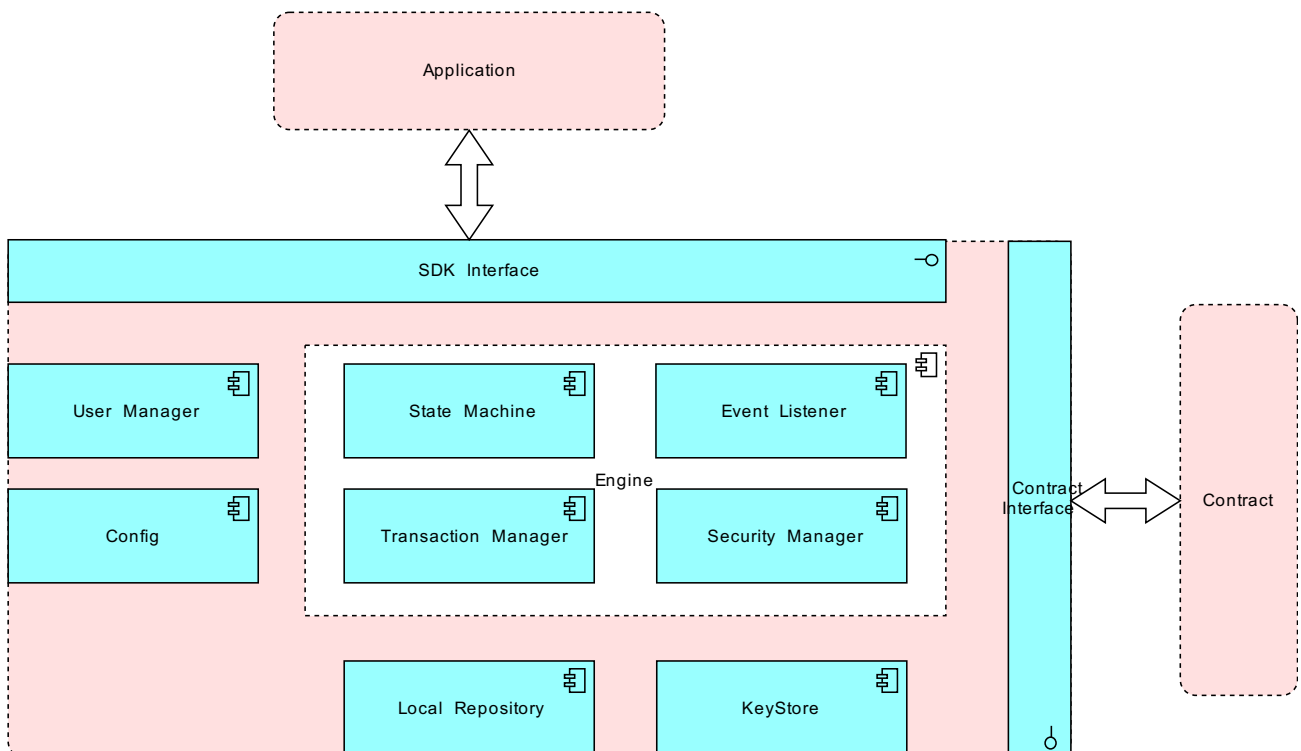 Application
SDK Interface
User Manager
State Machine
Event Listener
Engine
Config
Transaction Manager
Security Manager
Contract
Interface
Contract
Local Repository
KeyStore